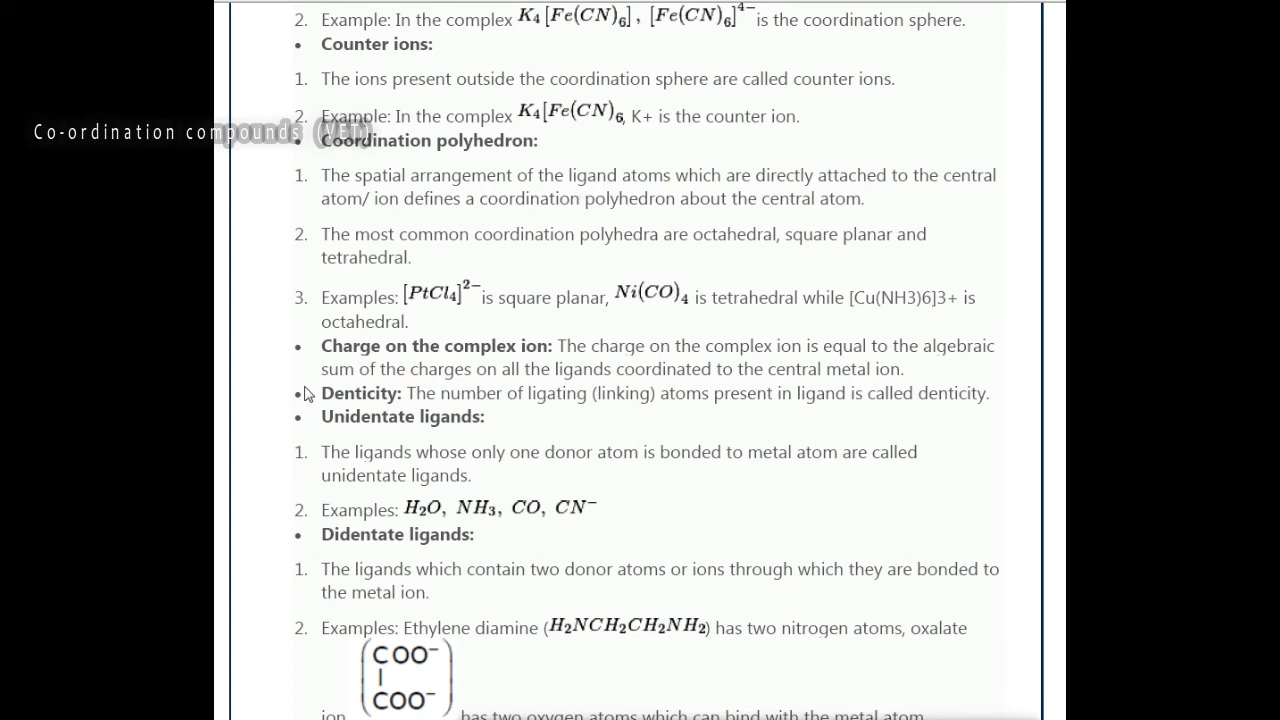 2. Example: In the complex K₄[Fe(CN)₆], [Fe(CN)₆]⁴⁻ is the coordination sphere.
• Counter ions:
1. The ions present outside the coordination sphere are called counter ions.
2. Example: In the complex K₄[Fe(CN)₆, K+ is the counter ion.
Co-ordination compounds (VET)
• Coordination polyhedron:
1. The spatial arrangement of the ligand atoms which are directly attached to the central
atom/ ion defines a coordination polyhedron about the central atom.
2. The most common coordination polyhedra are octahedral, square planar and
tetrahedral.
3. Examples: [PtCl₄]²⁻ is square planar, Ni(CO)₄ is tetrahedral while [Cu(NH3)6]3+ is
octahedral.
• Charge on the complex ion: The charge on the complex ion is equal to the algebraic
sum of the charges on all the ligands coordinated to the central metal ion.
• Denticity: The number of ligating (linking) atoms present in ligand is called denticity.
• Unidentate ligands:
1. The ligands whose only one donor atom is bonded to metal atom are called
unidentate ligands.
2. Examples: H₂O, NH₃, CO, CN⁻
• Didentate ligands:
1. The ligands which contain two donor atoms or ions through which they are bonded to
the metal ion.
2. Examples: Ethylene diamine (H₂NCH₂CH₂NH₂) has two nitrogen atoms, oxalate
COO⁻
|
COO⁻
ion has two oxygen atoms which can bind with the metal atom.